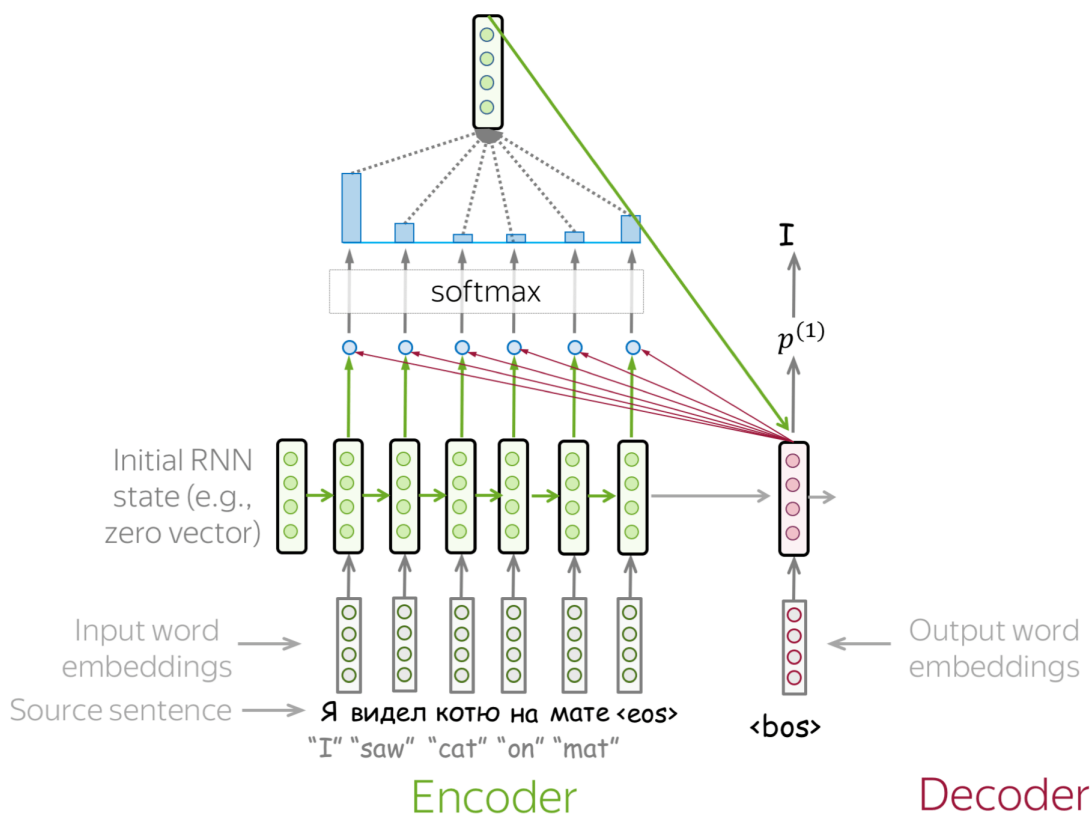 I
softmax
p⁽¹⁾
Initial RNN
state (e.g.,
zero vector)
Input word
embeddings
Output word
embeddings
Source sentence
Я видел котю на мате <eos>
<bos>
“I” “saw” “cat” “on” “mat”
Encoder
Decoder